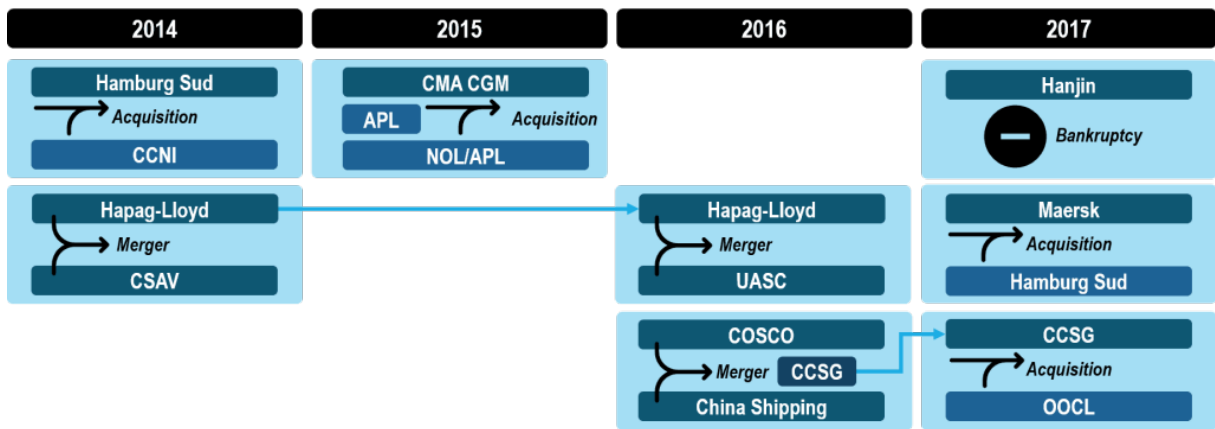 2014
2015
2016
2017
Hamburg Sud
Acquisition
CCNI
CMA CGM
APL
Acquisition
NOL/APL
Hanjin
Bankruptcy
Hapag-Lloyd
Merger
CSAV
Hapag-Lloyd
Merger
UASC
Maersk
Acquisition
Hamburg Sud
COSCO
Merger
CCSG
China Shipping
CCSG
Acquisition
OOCL